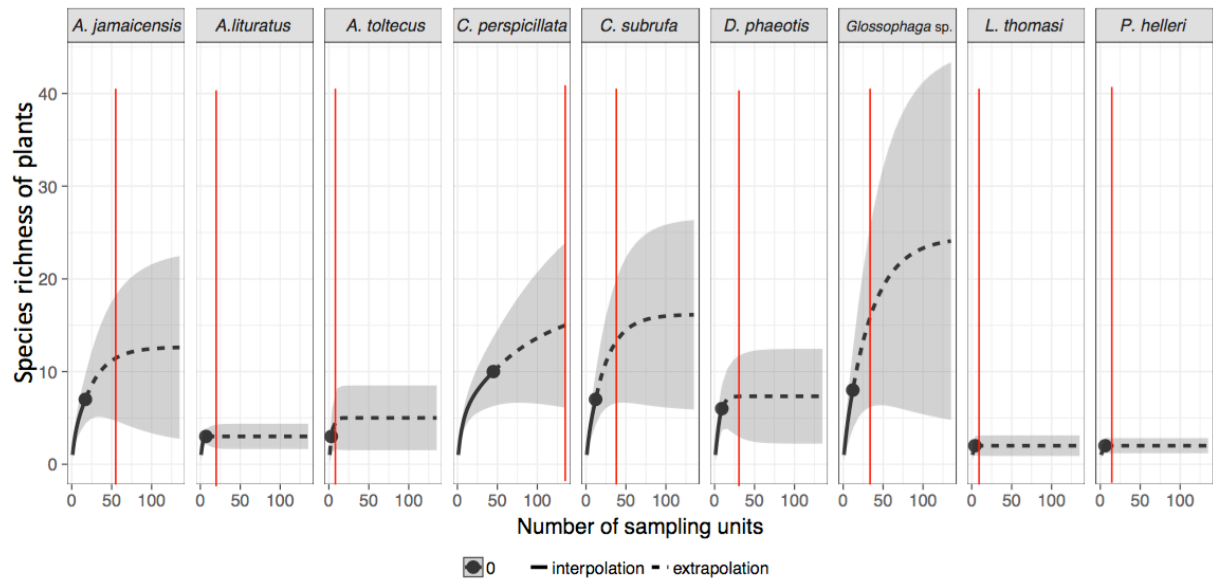 A. jamaicensis A.lituratus A. toltecus C. perspicillata C. subrufa D. phaeotis Glossophaga sp. L. thomasi P. helleri
40
30
20
10
0
Species richness of plants
0 50 100 0 50 100 0 50 100 0 50 100 0 50 100 0 50 100 0 50 100 0 50 100 0 50 100
Number of sampling units
0 interpolation extrapolation